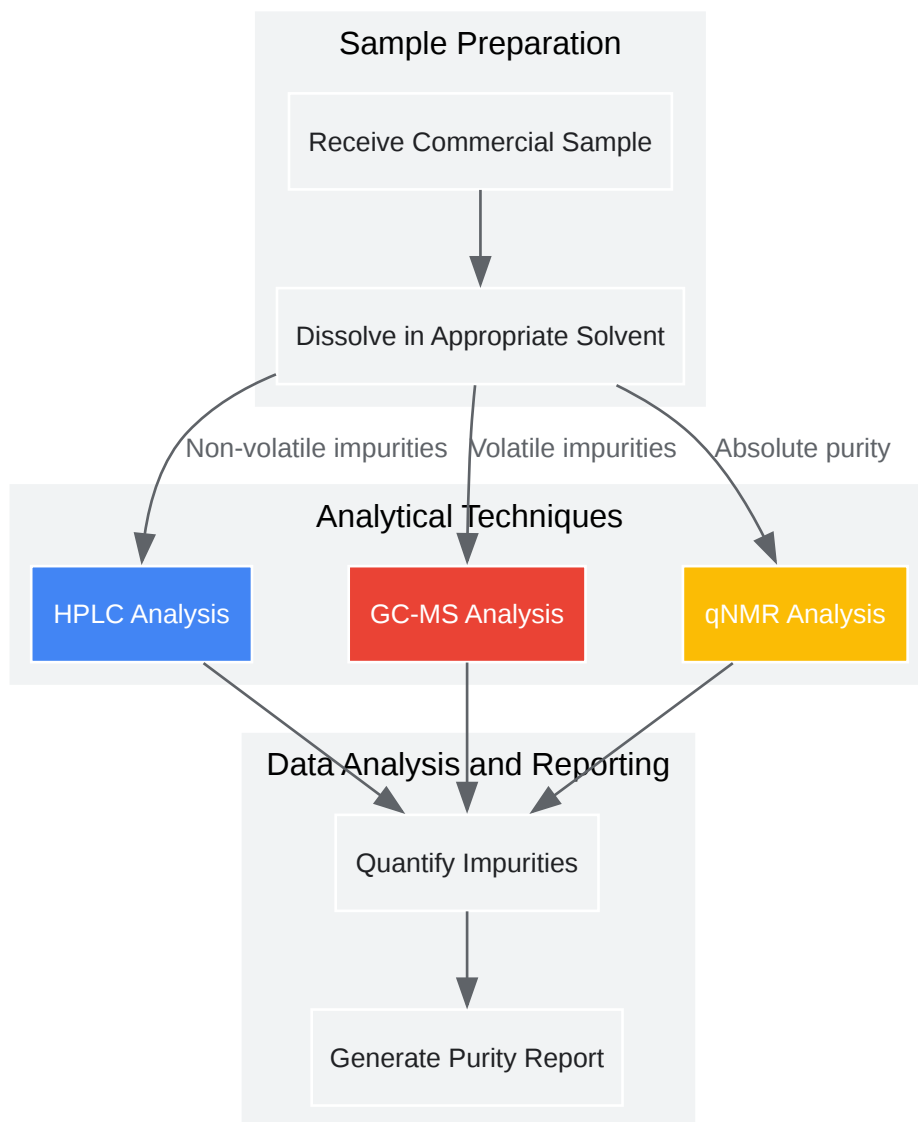 Sample Preparation
Receive Commercial Sample
Dissolve in Appropriate Solvent
Non-volatile impurities
Volatile impurities
Absolute purity
Analytical Techniques
HPLC Analysis
GC-MS Analysis
qNMR Analysis
Data Analysis and Reporting
Quantify Impurities
Generate Purity Report